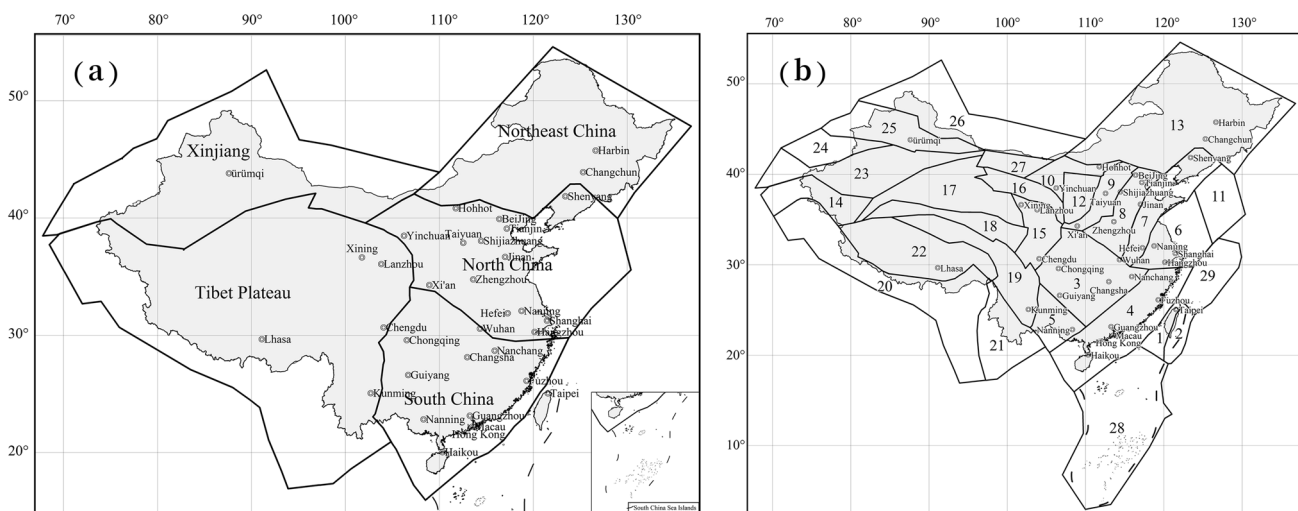 70° 80° 90° 100° 110° 120° 130°
(a)
50°
Northeast China
Xinjiang
Harbin
ürümqi
Changchun
Shenyang
40°
Hohhot
BeiJing
Tianjin
Yinchuan
Taiyuan
Shijiazhuang
Xining
Lanzhou
Jinan
North China
Zhengzhou
Xi'an
Tibet Plateau
Hefei
Nanjing
Shanghai
30°
Chengdu
Wuhan
Hangzhou
Lhasa
Chongqing
Nanchang
Changsha
Guiyang
Fuzhou
Kunming
South China
Taipei
Nanning
Guangzhou
Macau
Hong Kong
Haikou
20°
South China Sea Islands
70° 80° 90° 100° 110° 120° 130°
(b)
50°
26
13
Harbin
25
Changchun
ürümqi
24
Shenyang
40°
27
Hohhot
BeiJing
Tianjin
23
10
9
17
16
Yinchuan
Shijiazhuang
11
14
Xining
12
Taiyuan
Jinan
Lanzhou
8
7
18
15
Xi'an
Zhengzhou
6
22
Hefei
Nanjing
Shanghai
30°
Lhasa
Chengdu
Wuhan
Hangzhou
29
20
19
Chongqing
3
Nanchang
Changsha
Guiyang
Fuzhou
Kunming
5
4
Taipei
Nanning
Guangzhou
Macau
1
2
21
Hong Kong
20°
Haikou
28
10°